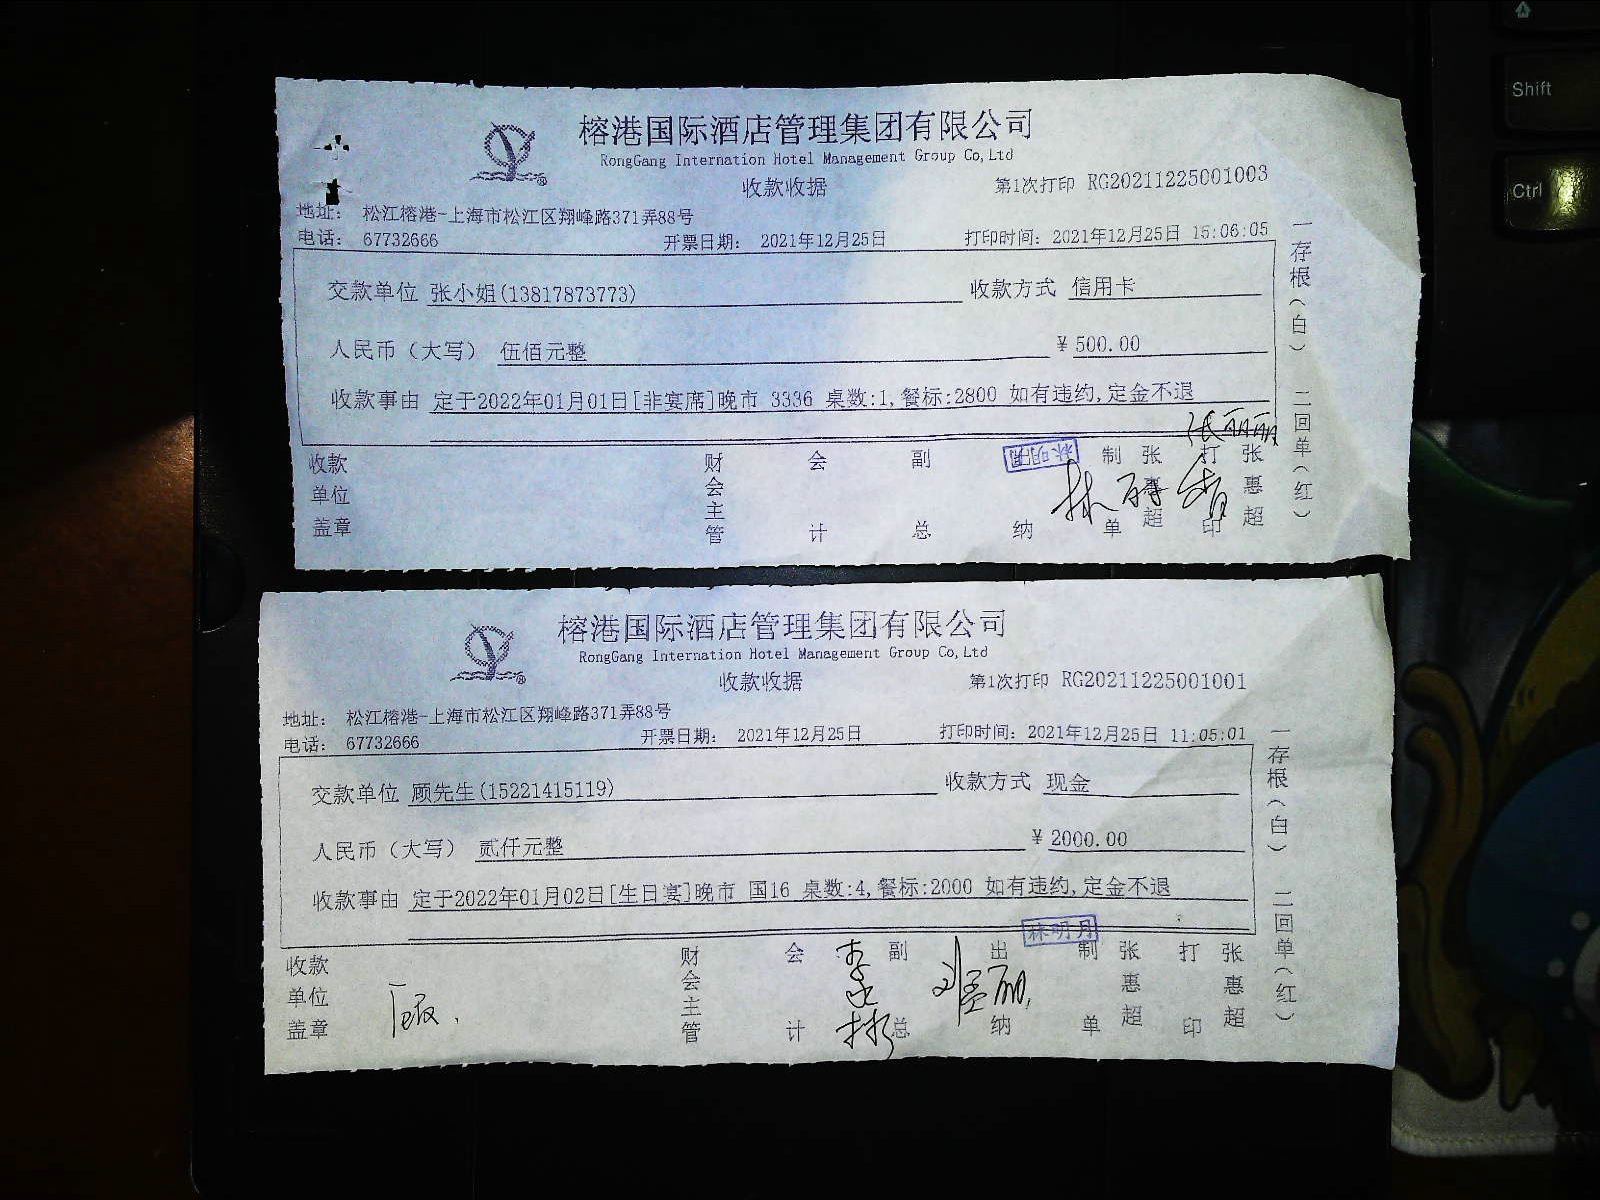 榕港国际酒店管理集团有限公司
RongGang Internation Hotel Management Group Co,Ltd
收款收据
第1次打印 RG20211225001003
地址： 松江榕港-上海市松江区翔峰路371弄88号
电话： 67732666 开票日期： 2021年12月25日 打印时间：2021年12月25日 15:06:05
交款单位 张小姐(13817873773) 收款方式 信用卡
人民币（大写） 伍佰元整 ￥500.00
收款事由 定于2022年01月01日[非宴席]晚市 3336 桌数:1,餐标:2800 如有违约,定金不退
张丽丽
收款单位盖章 财会主管 会计 副总 纳 林明月 制单 张惠超 打印 张惠超
一存根（白） 二回单（红）
榕港国际酒店管理集团有限公司
RongGang Internation Hotel Management Group Co,Ltd
收款收据
第1次打印 RG20211225001001
地址： 松江榕港-上海市松江区翔峰路371弄88号
电话： 67732666 开票日期： 2021年12月25日 打印时间：2021年12月25日 11:05:01
交款单位 顾先生(15221415119) 收款方式 现金
人民币（大写） 贰仟元整 ￥2000.00
收款事由 定于2022年01月02日[生日宴]晚市 国16 桌数:4,餐标:2000 如有违约,定金不退
林明月
收款单位盖章 财会主管 会计 副总 出纳 制单 张惠超 打印 张惠超
一存根（白） 二回单（红）
Shift
Ctrl